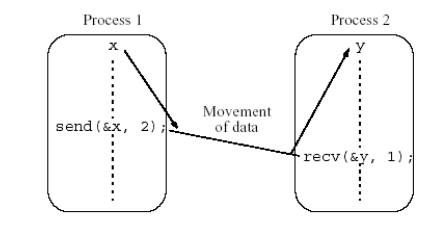 Process 1
Process 2
x
y
Movement
of data
send(&x, 2);
recv(&y, 1);